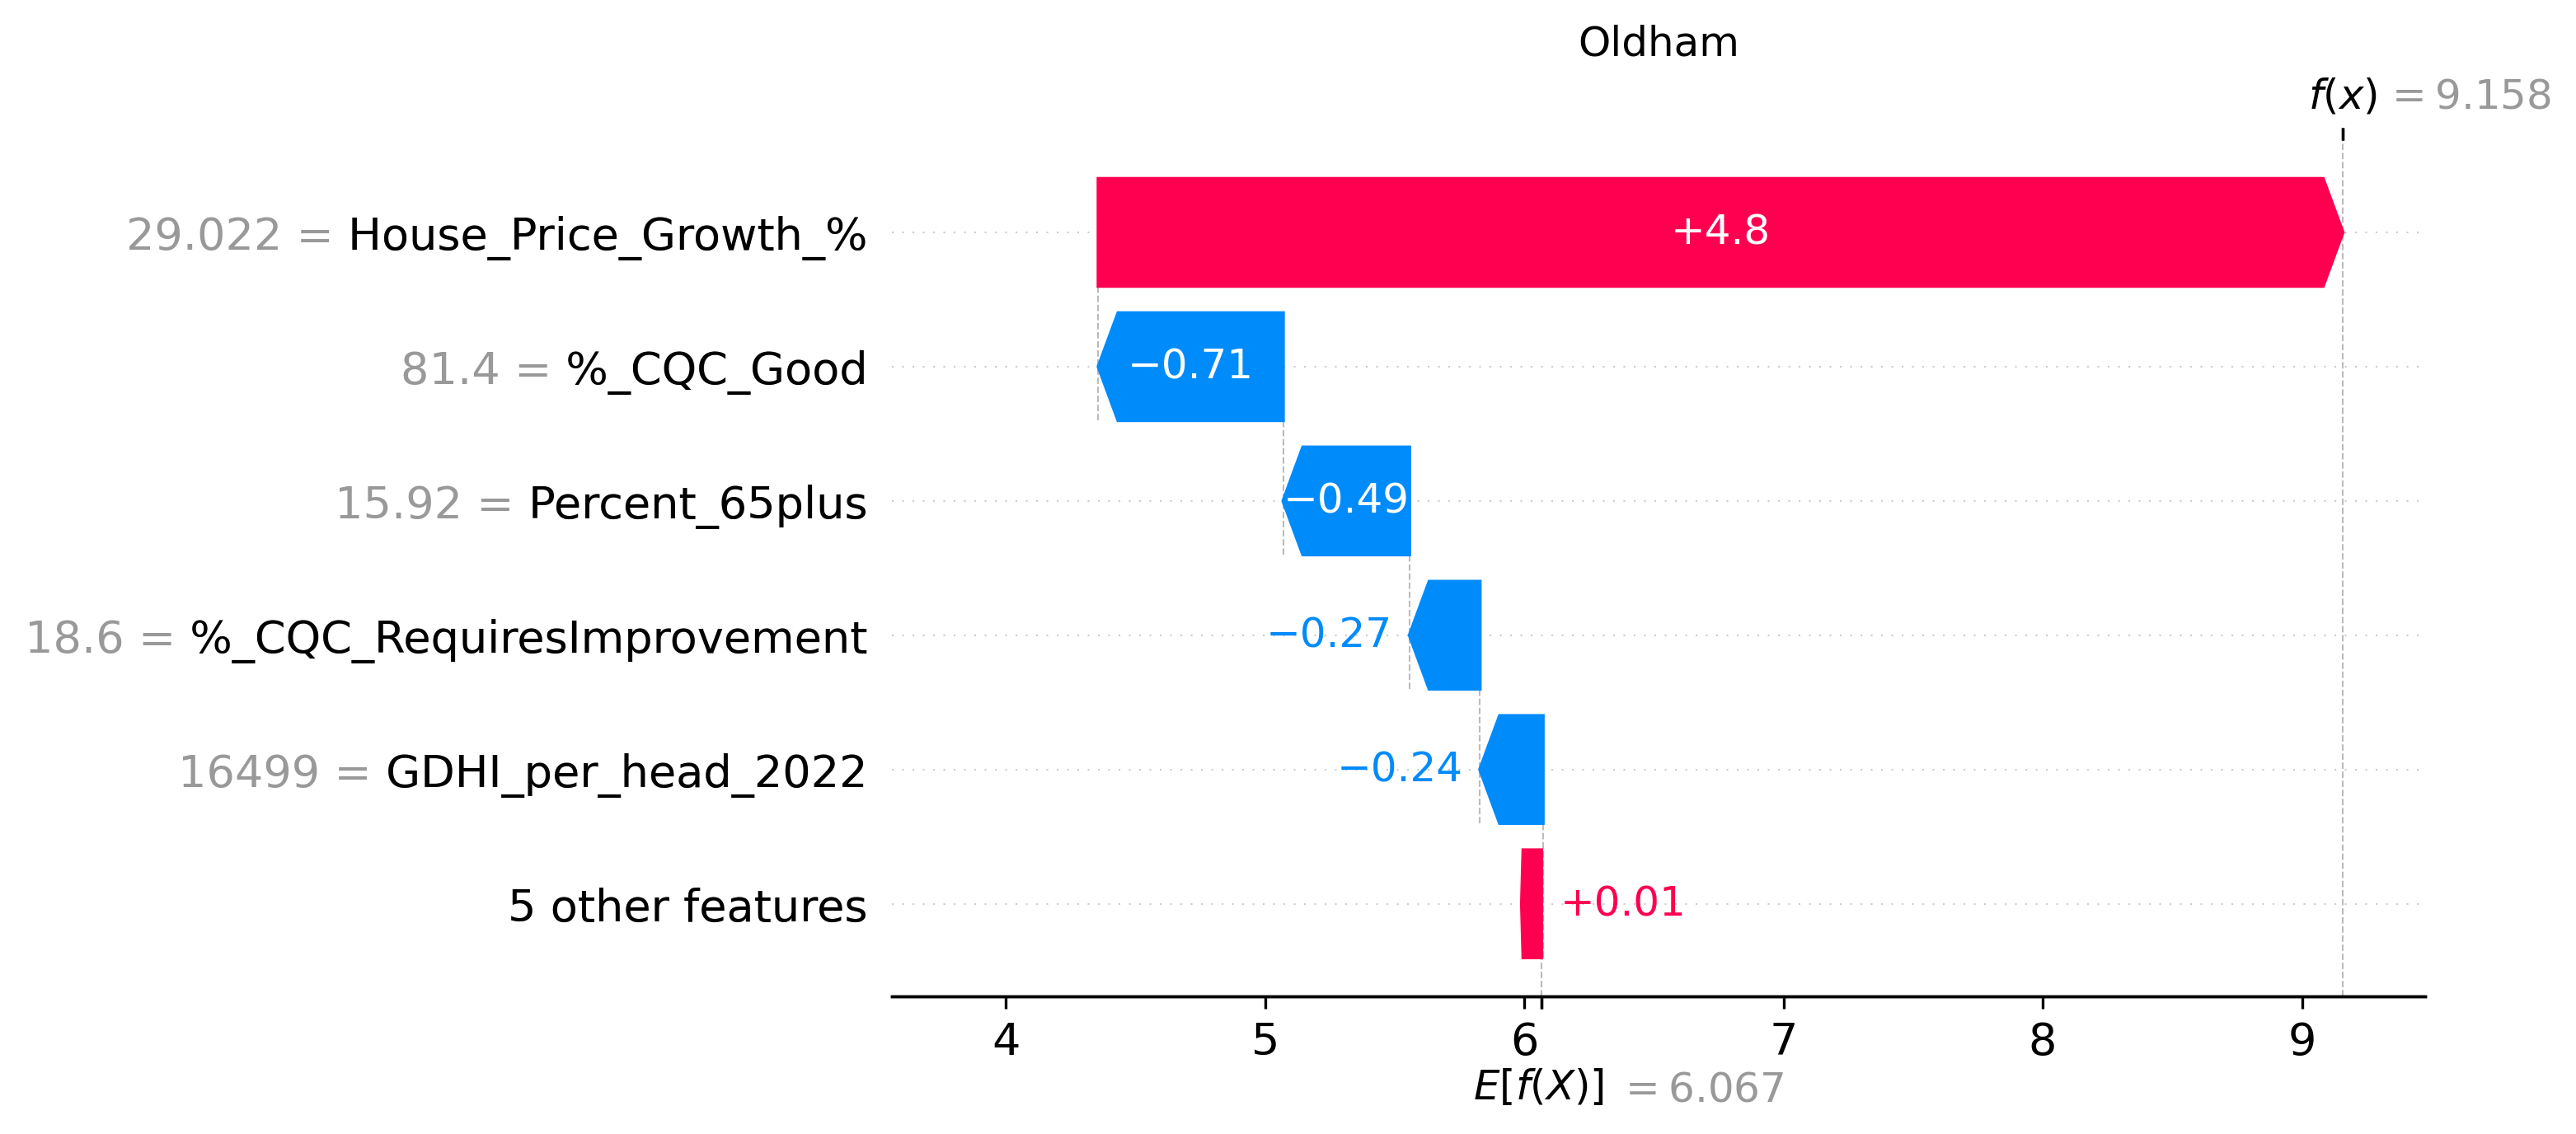 Oldham
f(x) = 9.158
29.022 = House_Price_Growth_%
+4.8
81.4 = %_CQC_Good
−0.71
15.92 = Percent_65plus
−0.49
18.6 = %_CQC_RequiresImprovement
−0.27
16499 = GDHI_per_head_2022
−0.24
5 other features
+0.01
4 5 6 7 8 9
E[f(X)] = 6.067